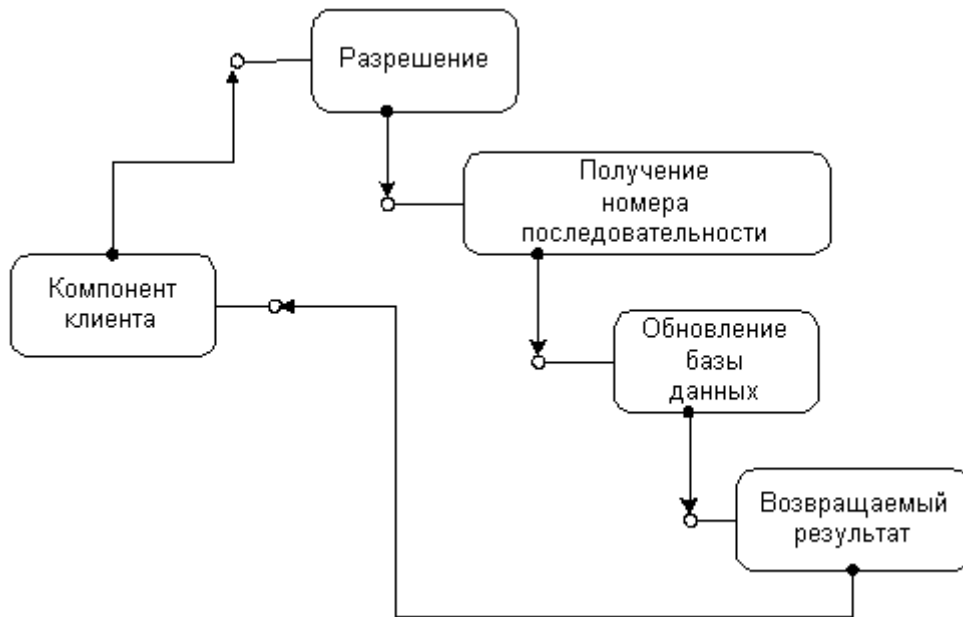 Разрешение
Получение
номера
последовательности
Компонент
клиента
Обновление
базы
данных
Возвращаемый
результат